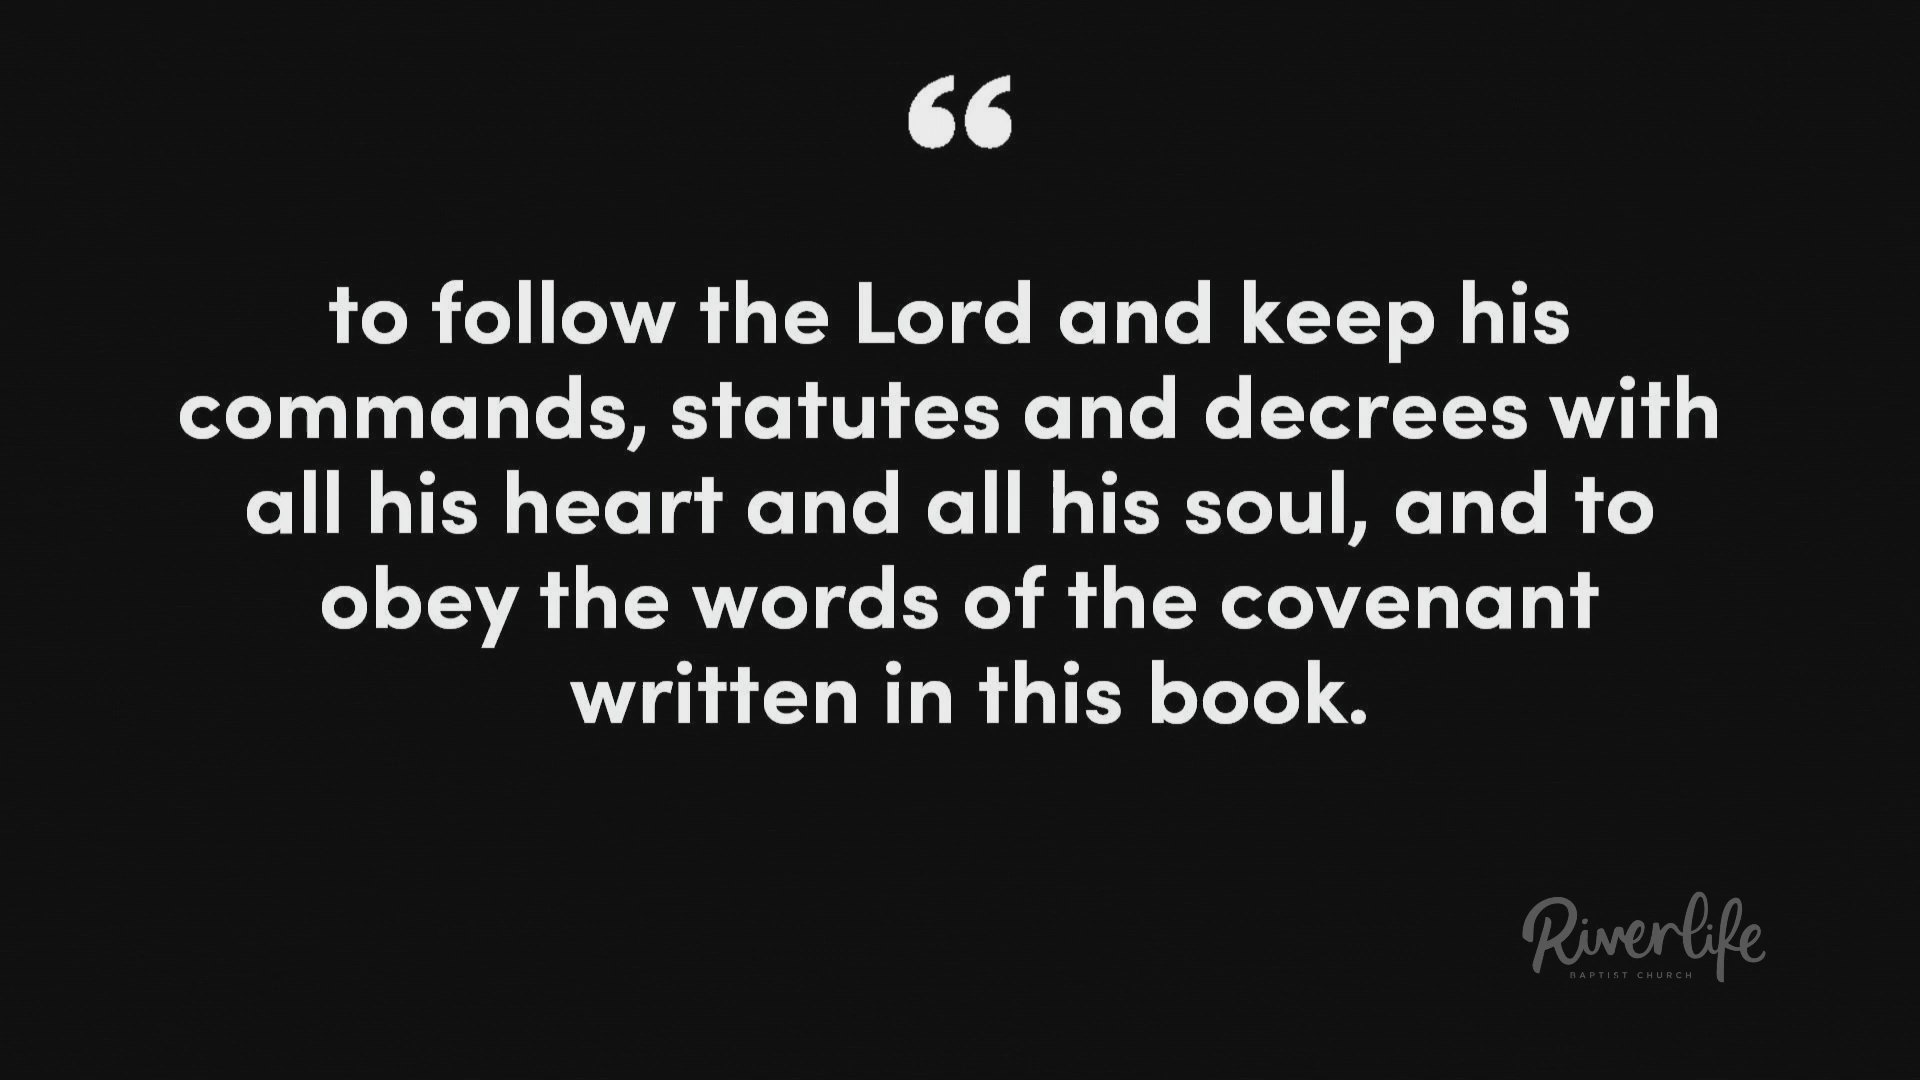 “
to follow the Lord and keep his
commands, statutes and decrees with
all his heart and all his soul, and to
obey the words of the covenant
written in this book.
Riverlife
BAPTIST CHURCH